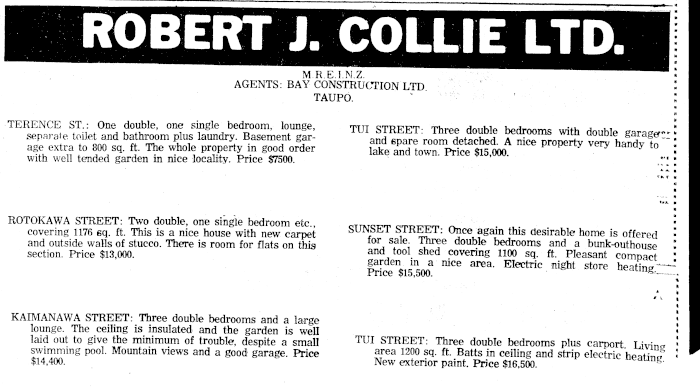 ROBERT J. COLLIE LTD.
M.R.E.I.N.Z.
AGENTS: BAY CONSTRUCTION LTD.
TAUPO.
TERENCE ST.: One double, one single bedroom, lounge,
separate toilet and bathroom plus laundry. Basement gar-
age extra to 800 sq. ft. The whole property in good order
with well tended garden in nice locality. Price $7500.
ROTOKAWA STREET: Two double, one single bedroom etc.,
covering 1176 sq. ft. This is a nice house with new carpet
and outside walls of stucco. There is room for flats on this
section. Price $13,000.
KAIMANAWA STREET: Three double bedrooms and a large
lounge. The ceiling is insulated and the garden is well
laid out to give the minimum of trouble, despite a small
swimming pool. Mountain views and a good garage. Price
$14,400.
TUI STREET: Three double bedrooms with double garage
and spare room detached. A nice property very handy to
lake and town. Price $15,000.
SUNSET STREET: Once again this desirable home is offered
for sale. Three double bedrooms and a bunk-outhouse
and tool shed covering 1100 sq. ft. Pleasant compact
garden in a nice area. Electric night store heating.
Price $15,500.
TUI STREET: Three double bedrooms plus carport. Living
area 1200 sq. ft. Batts in ceiling and strip electric heating.
New exterior paint. Price $16,500.